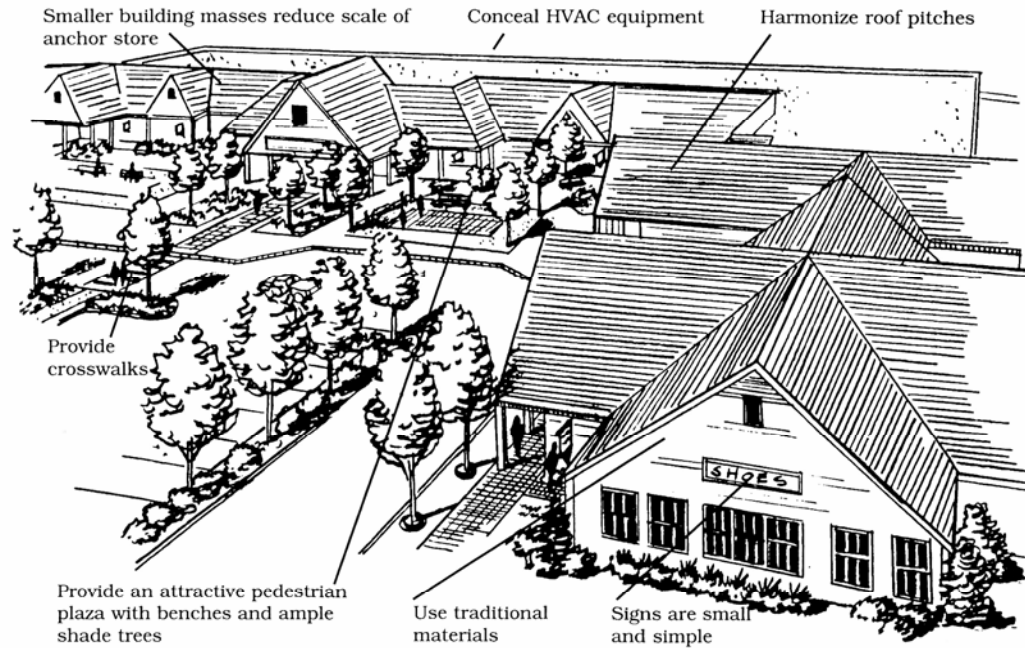 Smaller building masses reduce scale of
anchor store
Conceal HVAC equipment
Harmonize roof pitches
Provide
crosswalks
SHOES
Provide an attractive pedestrian
plaza with benches and ample
shade trees
Use traditional
materials
Signs are small
and simple